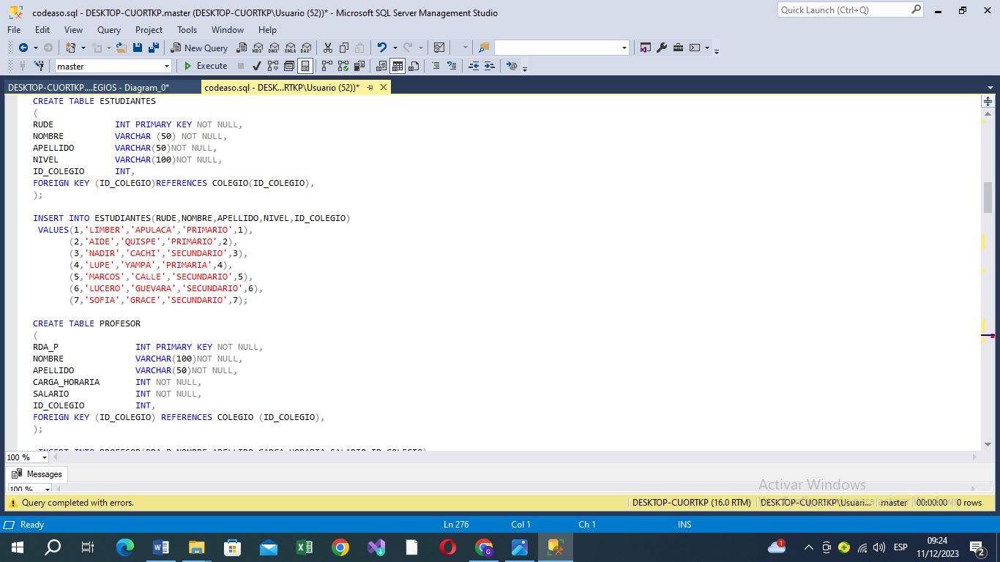 codeaso.sql - DESKTOP-CUORTKP.master (DESKTOP-CUORTKP\Usuario (52))* - Microsoft SQL Server Management Studio
Quick Launch (Ctrl+Q)
File Edit View Query Project Tools Window Help
New Query MDX DMX XMLA DAX
master Execute
DESKTOP-CUORTKP....EGIOS - Diagram_0* codeaso.sql - DESK...RTKP\Usuario (52))*
CREATE TABLE ESTUDIANTES
(
RUDE INT PRIMARY KEY NOT NULL,
NOMBRE VARCHAR (50) NOT NULL,
APELLIDO VARCHAR(50)NOT NULL,
NIVEL VARCHAR(100)NOT NULL,
ID_COLEGIO INT,
FOREIGN KEY (ID_COLEGIO)REFERENCES COLEGIO(ID_COLEGIO),
);
INSERT INTO ESTUDIANTES(RUDE,NOMBRE,APELLIDO,NIVEL,ID_COLEGIO)
VALUES(1,'LIMBER','APULACA','PRIMARIO',1),
(2,'AIDE','QUISPE','PRIMARIO',2),
(3,'NADIR','CACHI','SECUNDARIO',3),
(4,'LUPE','YAMPA','PRIMARIA',4),
(5,'MARCOS','CALLE','SECUNDARIO',5),
(6,'LUCERO','GUEVARA','SECUNDARIO',6),
(7,'SOFIA','GRACE','SECUNDARIO',7);
CREATE TABLE PROFESOR
(
RDA_P INT PRIMARY KEY NOT NULL,
NOMBRE VARCHAR(100)NOT NULL,
APELLIDO VARCHAR(50)NOT NULL,
CARGA_HORARIA INT NOT NULL,
SALARIO INT NOT NULL,
ID_COLEGIO INT,
FOREIGN KEY (ID_COLEGIO) REFERENCES COLEGIO (ID_COLEGIO),
);
INSERT INTO PROFESOR(RDA_P,NOMBRE,APELLIDO,CARGA_HORARIA,SALARIO,ID_COLEGIO)
100 %
Messages
100 %
Activar Windows
Query completed with errors. DESKTOP-CUORTKP (16.0 RTM) DESKTOP-CUORTKP\Usuari... master 00:00:00 0 rows
Ready Ln 276 Col 1 Ch 1 INS
ESP 09:24
11/12/2023